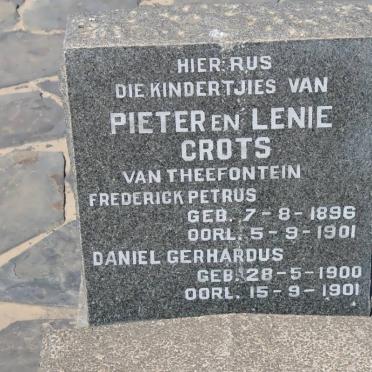 HIER RUS
DIE KINDERTJIES VAN
PIETER EN LENIE
CROTS
VAN THEEFONTEIN
FREDERICK PETRUS
GEB. 7-8-1896
OORL. 5-9-1901
DANIEL GERHARDUS
GEB. 28-5-1900
OORL. 15-9-1901